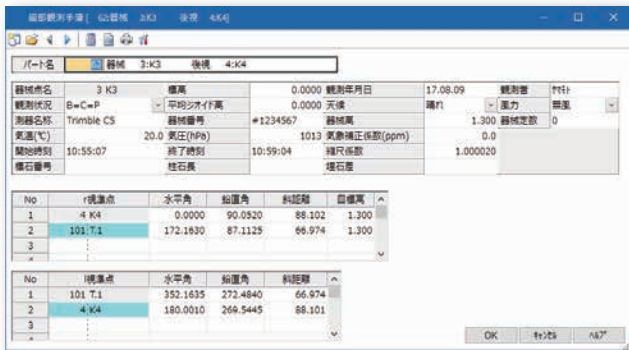 細部観測手簿 [ 6:器械 3:K3 後視 4:K4]
パート名 器械 3:K3 後視 4:K4
器械点名 3 K3 標高 0.0000 観測年月日 17.08.09 観測者 ﾔﾏﾓﾄ
観測状況 B=C=P 平均ジオイド高 0.0000 天候 晴れ 風力 無風
測器名称 Trimble C5 器械番号 #1234567 器械高 1.300 器械定数 0
気温(℃) 20.0 気圧(hPa) 1013 気象補正係数(ppm) 0.0
開始時刻 10:55:07 終了時刻 10:59:04 縮尺係数 1.000020
標石番号 柱石長 埋石差
No r視準点 水平角 鉛直角 斜距離 目標高
1 4 K4 0.0000 90.0520 88.102 1.300
2 101 T.1 172.1630 87.1125 66.974 1.300
3
No l視準点 水平角 鉛直角 斜距離
1 101 T.1 352.1635 272.4840 66.974
2 4 K4 180.0010 269.5445 88.101
3
OK ｷｬﾝｾﾙ ﾍﾙﾌﾟ